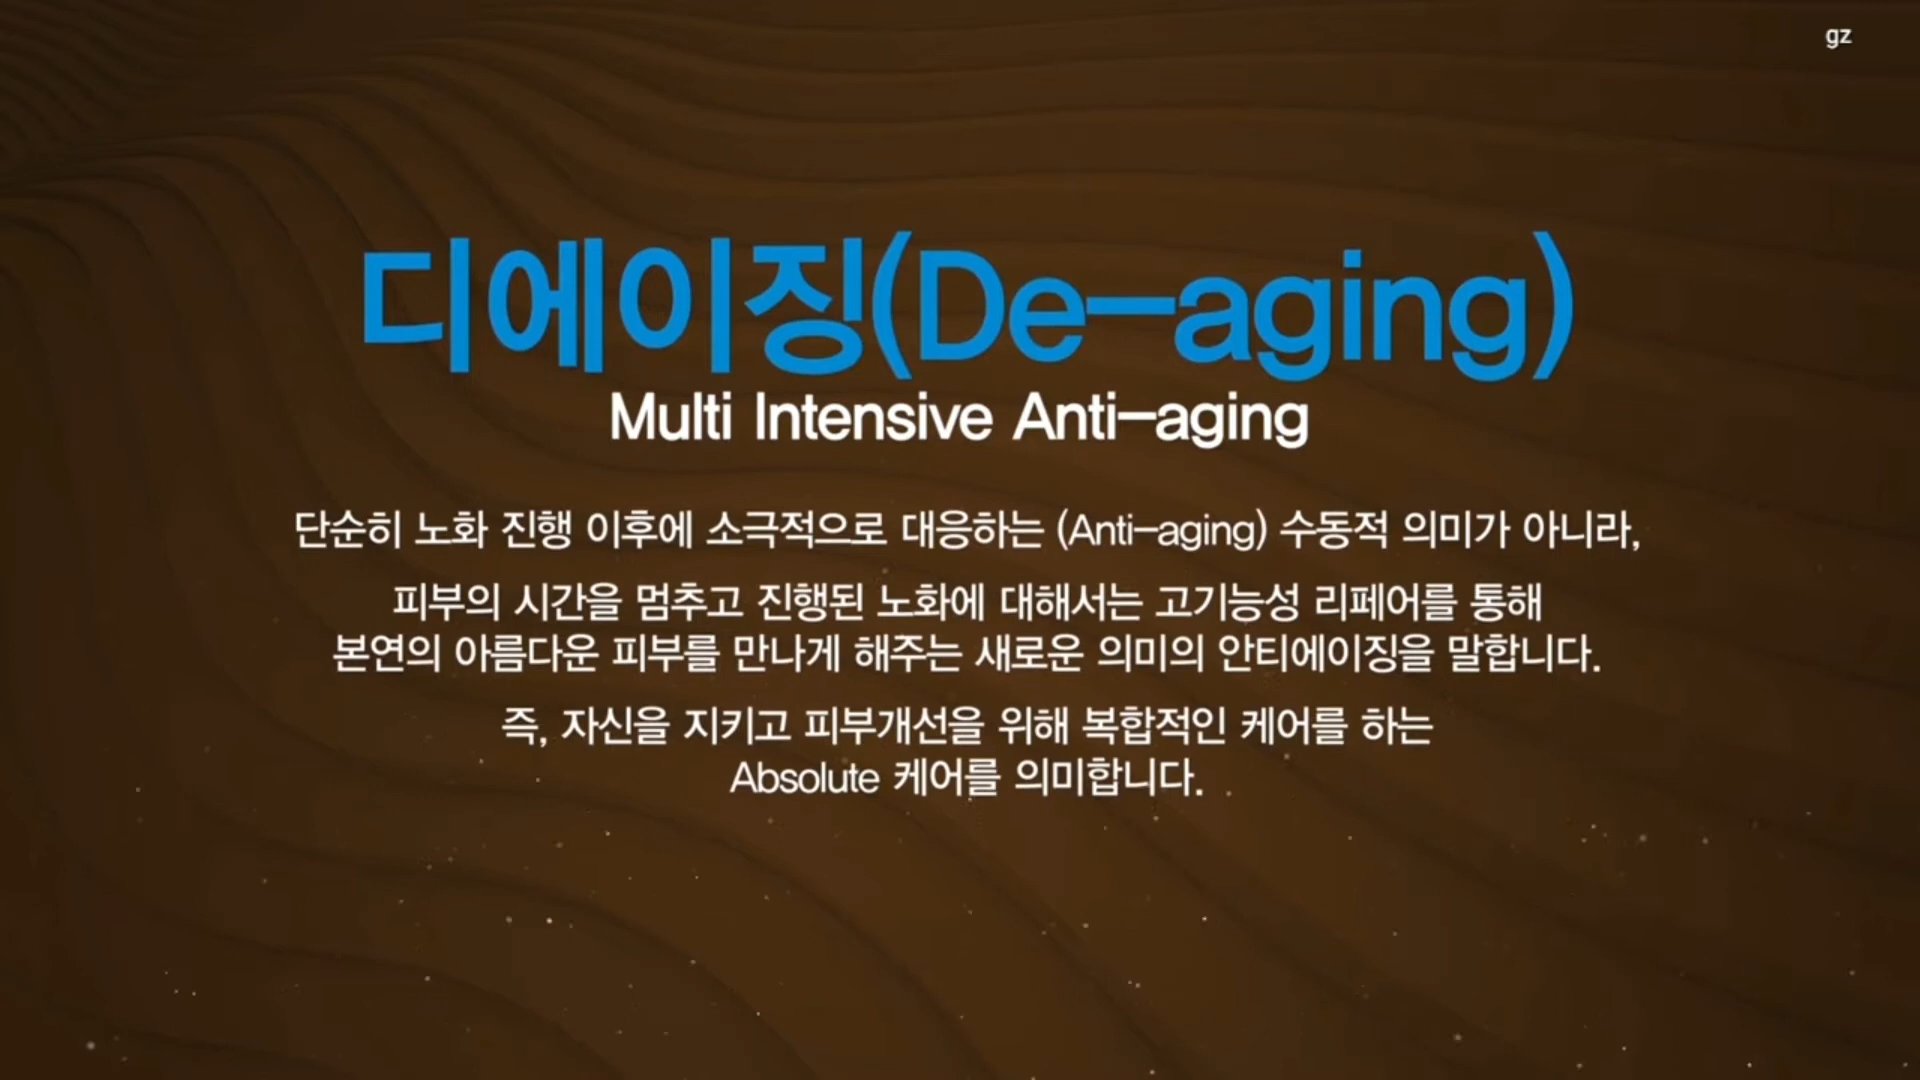 gz
디에이징(De-aging)
Multi Intensive Anti-aging
단순히 노화 진행 이후에 소극적으로 대응하는 (Anti-aging) 수동적 의미가 아니라,
피부의 시간을 멈추고 진행된 노화에 대해서는 고기능성 리페어를 통해
본연의 아름다운 피부를 만나게 해주는 새로운 의미의 안티에이징을 말합니다.
즉, 자신을 지키고 피부개선을 위해 복합적인 케어를 하는
Absolute 케어를 의미합니다.